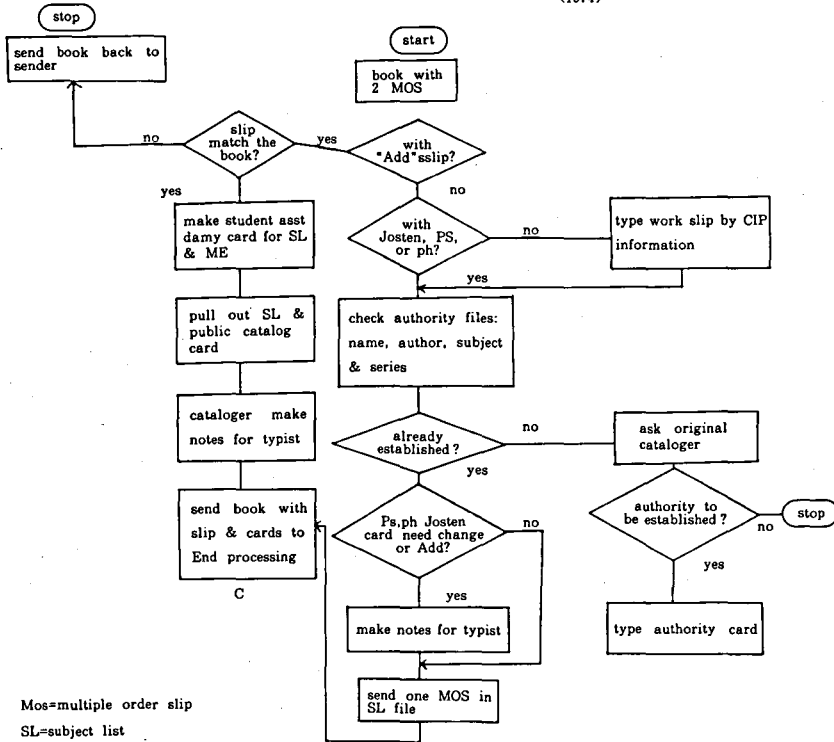 stop
send book back to
sender
start
book with
2 MOS
slip
match the
book?
no
yes
with
"Add"sslip?
yes
no
make student asst
damy card for SL
& ME
with
Josten, PS,
or ph?
no
type work slip by CIP
information
yes
pull out SL &
public catalog
card
check authority files:
name, author, subject
& series
cataloger make
notes for typist
already
established?
no
ask original
cataloger
yes
send book with
slip & cards to
End processing
C
Ps,ph Josten
card need change
or Add?
no
authority to
be established?
no
stop
yes
yes
make notes for typist
type authority card
send one MOS in
SL file
Mos=multiple order slip
SL=subject list